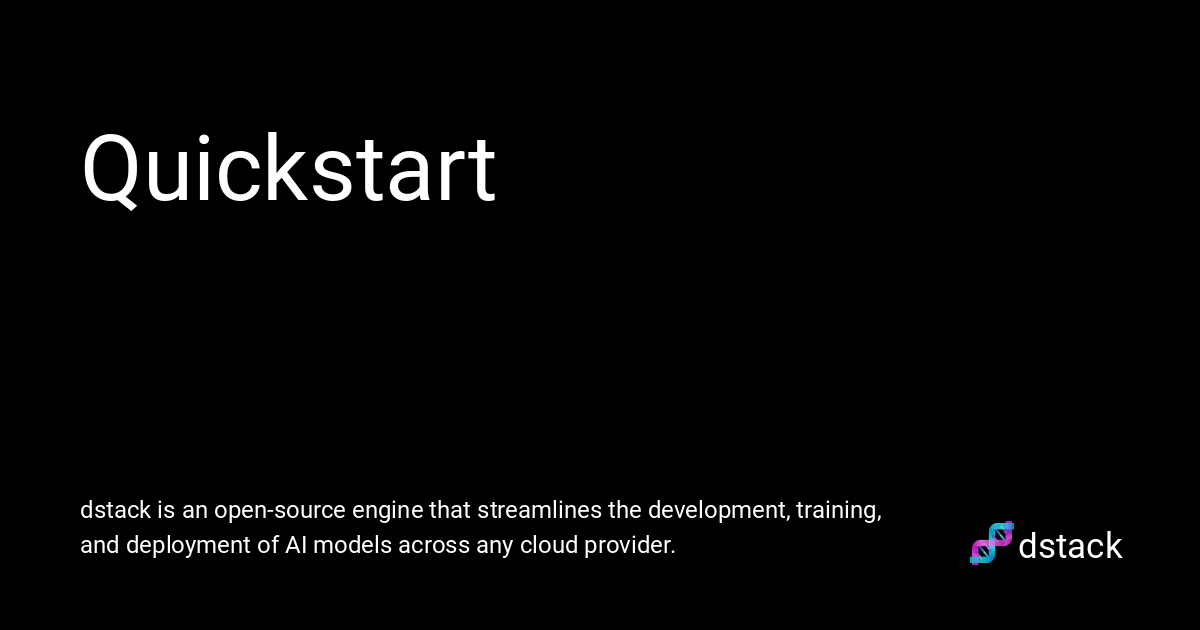 Quickstart
dstack is an open-source engine that streamlines the development, training,
and deployment of AI models across any cloud provider.
dstack